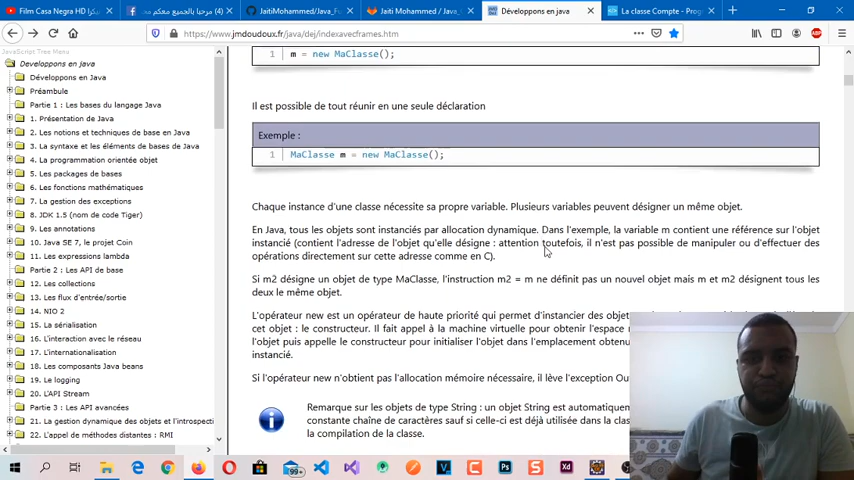 Film Casa Negra HD
(4) مرحبا بالجميع معكم
JaitiMohammed/Java_Fu
Jaiti Mohammed / Java_F
Développons en java
La classe Compte - Prog
https://www.jmdoudoux.fr/java/dej/indexavecframes.htm
JavaScript Tree Menu
Developpons en java
Développons en Java
Préambule
Partie 1 : Les bases du langage Java
1. Présentation de Java
2. Les notions et techniques de base en Java
3. La syntaxe et les éléments de bases de Java
4. La programmation orientée objet
5. Les packages de base
6. Les fonctions mathématiques
7. La gestion des exceptions
8. JDK 1.5 (nom de code Tiger)
9. Les annotations
10. Java SE 7, le projet Coin
11. Les expressions lambda
Partie 2 : Les API de base
12. Les collections
13. Les flux d'entrée/sortie
14. NIO 2
15. La sérialisation
16. L'interaction avec le réseau
17. L'internationalisation
18. Les composants Java beans
19. Le logging
20. L'API Stream
Partie 3 : Les API avancées
21. La gestion dynamique des objets et l'introspecti
22. L'appel de méthodes distantes : RMI
1 m = new MaClasse();
Il est possible de tout réunir en une seule déclaration
Exemple :
1 MaClasse m = new MaClasse();
Chaque instance d'une classe nécessite sa propre variable. Plusieurs variables peuvent désigner un même objet.
En Java, tous les objets sont instanciés par allocation dynamique. Dans l'exemple, la variable m contient une référence sur l'objet
instancié (contient l'adresse de l'objet qu'elle désigne : attention toutefois, il n'est pas possible de manipuler ou d'effectuer des
opérations directement sur cette adresse comme en C).
Si m2 désigne un objet de type MaClasse, l'instruction m2 = m ne définit pas un nouvel objet mais m et m2 désignent tous les
deux le même objet.
L'opérateur new est un opérateur de haute priorité qui permet d'instancier des objet
cet objet : le constructeur. Il fait appel à la machine virtuelle pour obtenir l'espace
l'objet puis appelle le constructeur pour initialiser l'objet dans l'emplacement obtenu
instancié.
Si l'opérateur new n'obtient pas l'allocation mémoire nécessaire, il lève l'exception Ou
Remarque sur les objets de type String : un objet String est automatiquem
constante chaîne de caractères sauf si celle-ci est déjà utilisée dans la class
la compilation de la classe.
99+